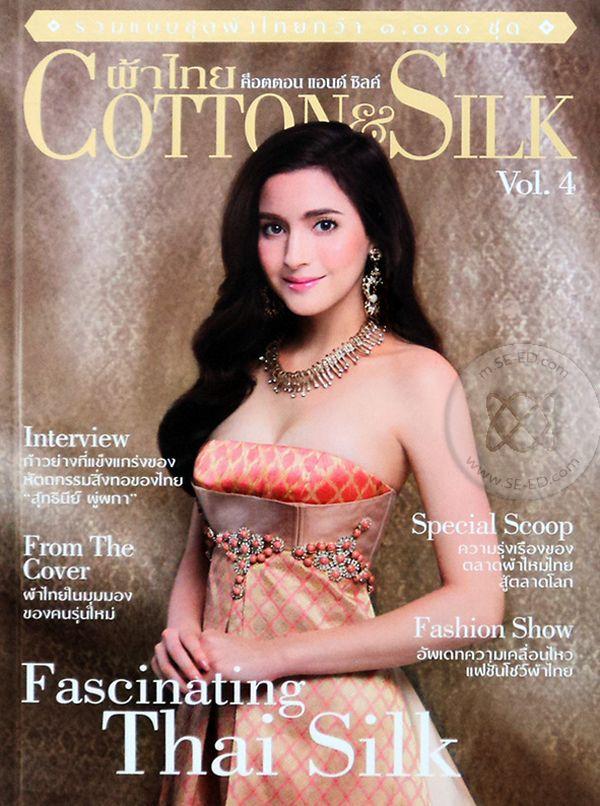 รวมแบบชุดผ้าไทยกว่า ๑,๐๐๐ ชุด
ผ้าไทย คอตตอน แอนด์ ซิลค์
COTTON & SILK
Vol. 4
m.SE-ED.com
www.SE-ED.com
Interview
ก้าวย่างที่แข็งแกร่งของ
หัตถกรรมสิ่งทอของไทย
"สุทธินีย์ พู่ผกา"
From The
Cover
ผ้าไทยในมุมมอง
ของคนรุ่นใหม่
Special Scoop
ความรุ่งเรืองของ
ตลาดผ้าไหมไทย
สู่ตลาดโลก
Fashion Show
อัพเดทความเคลื่อนไหว
แฟชั่นโชว์ผ้าไทย
Fascinating
Thai Silk